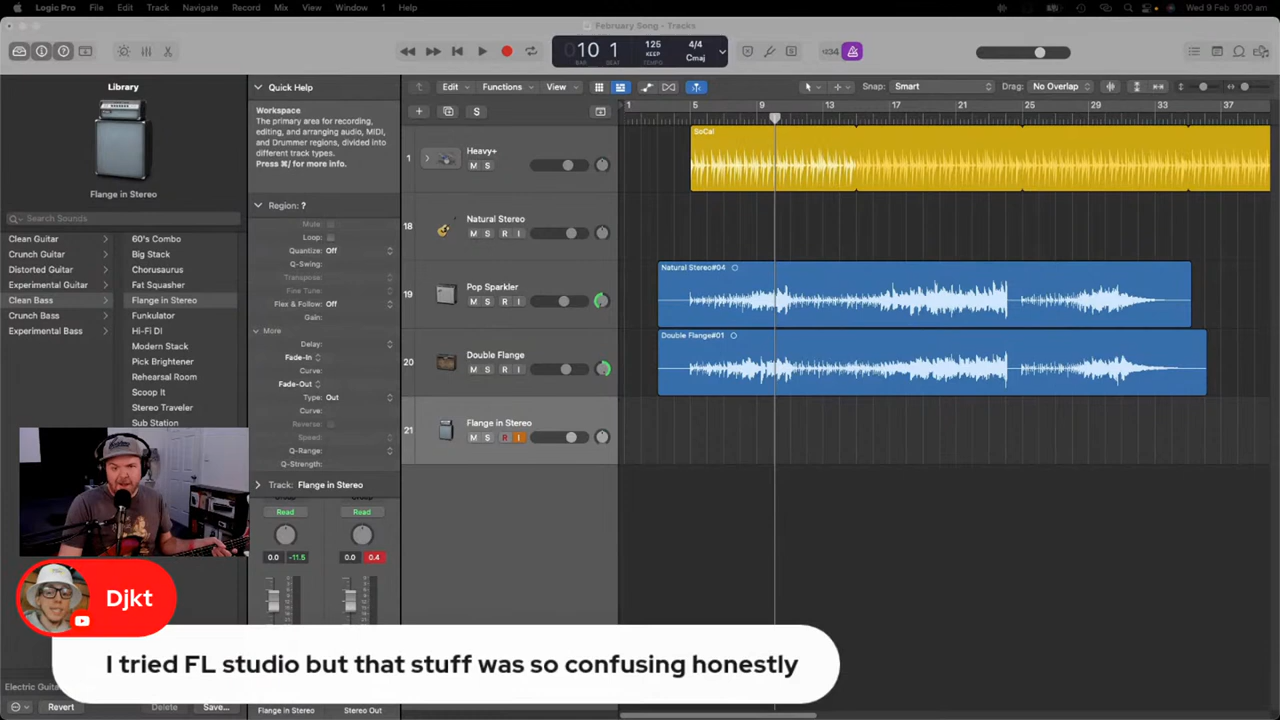 Logic Pro File Edit Track Navigate Record Mix View Window 1 Help
Wed 9 Feb 9:00 am
February Song - Tracks
10 1
BAR BEAT
125
KEEP
TEMPO
4/4
Cmaj
1234
Library
Flange in Stereo
Search Sounds
Clean Guitar
Crunch Guitar
Distorted Guitar
Experimental Guitar
Clean Bass
Crunch Bass
Experimental Bass
60's Combo
Big Stack
Chorusaurus
Fat Squasher
Flange in Stereo
Funkulator
Hi-Fi DI
Modern Stack
Pick Brightener
Rehearsal Room
Scoop It
Stereo Traveler
Sub Station
Quick Help
Workspace
The primary area for recording,
editing, and arranging audio, MIDI,
and Drummer regions, divided into
different track types.
Press ⌘/ for more info.
Region: ?
Mute:
Loop:
Quantize: Off
Q-Swing:
Transpose:
Fine Tune:
Flex & Follow: Off
Gain:
More
Delay:
Fade-In
Curve:
Fade-Out
Type: Out
Curve:
Reverse:
Speed:
Q-Range:
Q-Strength:
Track: Flange in Stereo
Group Group
Read Read
0.0 -11.5 0.0 0.4
Flange in Stereo Stereo Out
Edit Functions View
Snap: Smart Drag: No Overlap
S
1 5 9 13 17 21 25 29 33 37
1 Heavy+
M S
18 Natural Stereo
M S R I
19 Pop Sparkler
M S R I
20 Double Flange
M S R I
21 Flange in Stereo
M S R I
SoCal
Natural Stereo#04
Double Flange#01
Djkt
I tried FL studio but that stuff was so confusing honestly
Electric Guita
Revert Delete Save...